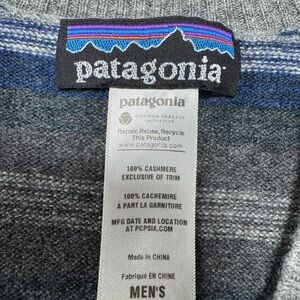 patagonia
patagonia
COMMON THREADS
INITIATIVE
Repair, Reuse, Recycle
This Product
www.patagonia.com
100% CASHMERE
EXCLUSIVE OF TRIM
100% CACHEMIRE
A PART LA GARNITURE
MFG DATE AND LOCATION
AT PCPSIA.COM
Made in CHINA
Fabriqué EN CHINE
MEN'S